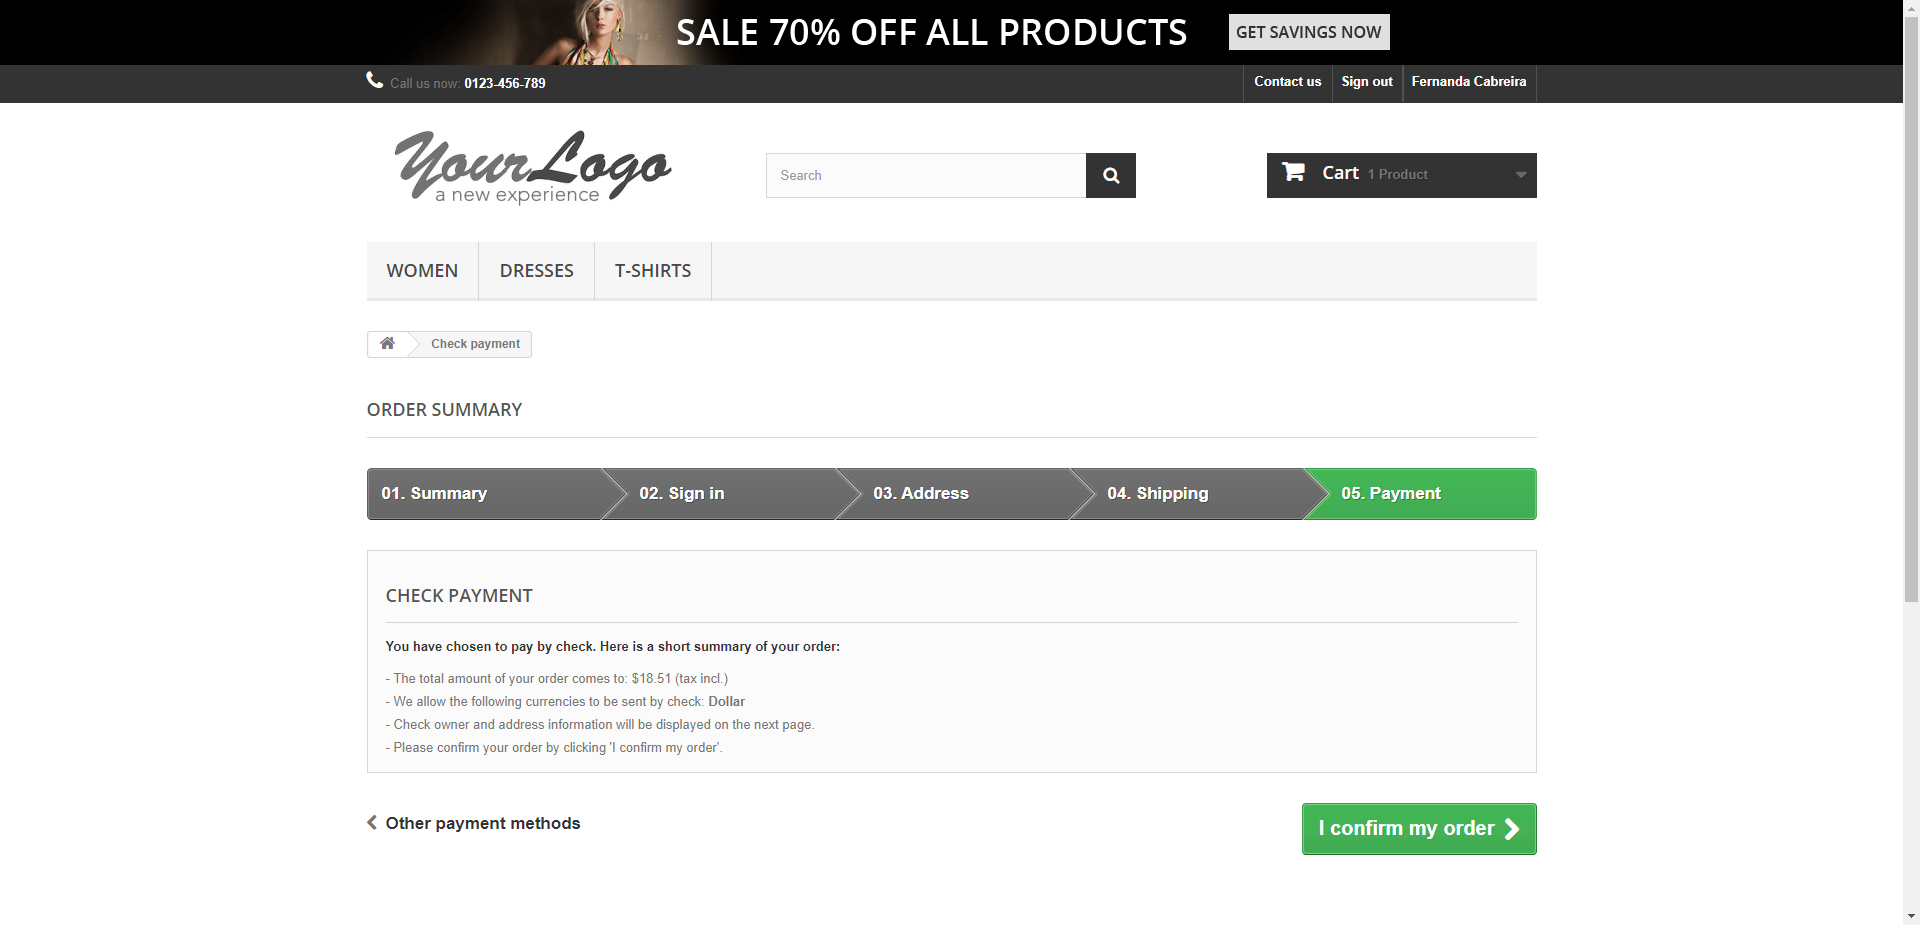 SALE 70% OFF ALL PRODUCTS GET SAVINGS NOW
Call us now: 0123-456-789 Contact us Sign out Fernanda Cabreira
YourLogo
a new experience
Search
Cart 1 Product
WOMEN DRESSES T-SHIRTS
Check payment
ORDER SUMMARY
01. Summary 02. Sign in 03. Address 04. Shipping 05. Payment
CHECK PAYMENT
You have chosen to pay by check. Here is a short summary of your order:
- The total amount of your order comes to: $18.51 (tax incl.)
- We allow the following currencies to be sent by check: Dollar
- Check owner and address information will be displayed on the next page.
- Please confirm your order by clicking 'I confirm my order'.
Other payment methods I confirm my order